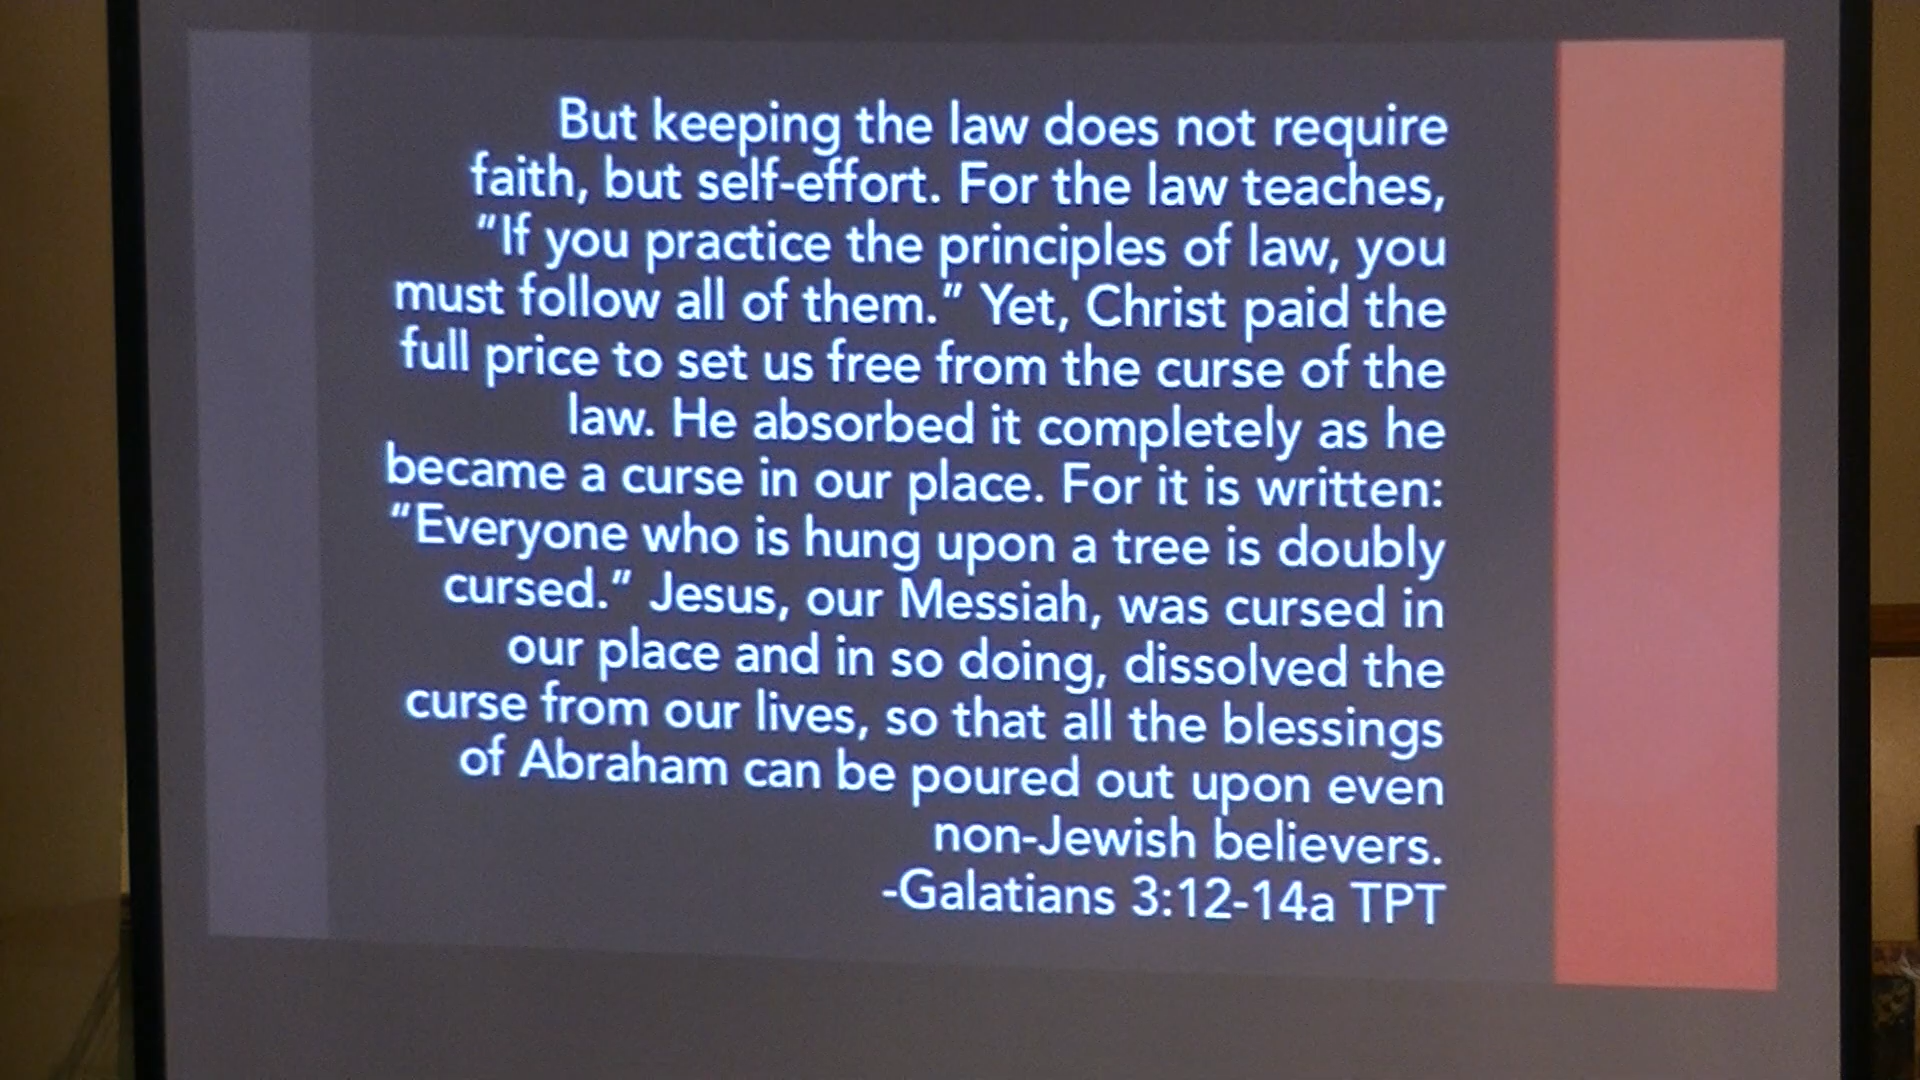 But keeping the law does not require
faith, but self-effort. For the law teaches,
“If you practice the principles of law, you
must follow all of them.” Yet, Christ paid the
full price to set us free from the curse of the
law. He absorbed it completely as he
became a curse in our place. For it is written:
“Everyone who is hung upon a tree is doubly
cursed.” Jesus, our Messiah, was cursed in
our place and in so doing, dissolved the
curse from our lives, so that all the blessings
of Abraham can be poured out upon even
non-Jewish believers.
-Galatians 3:12-14a TPT